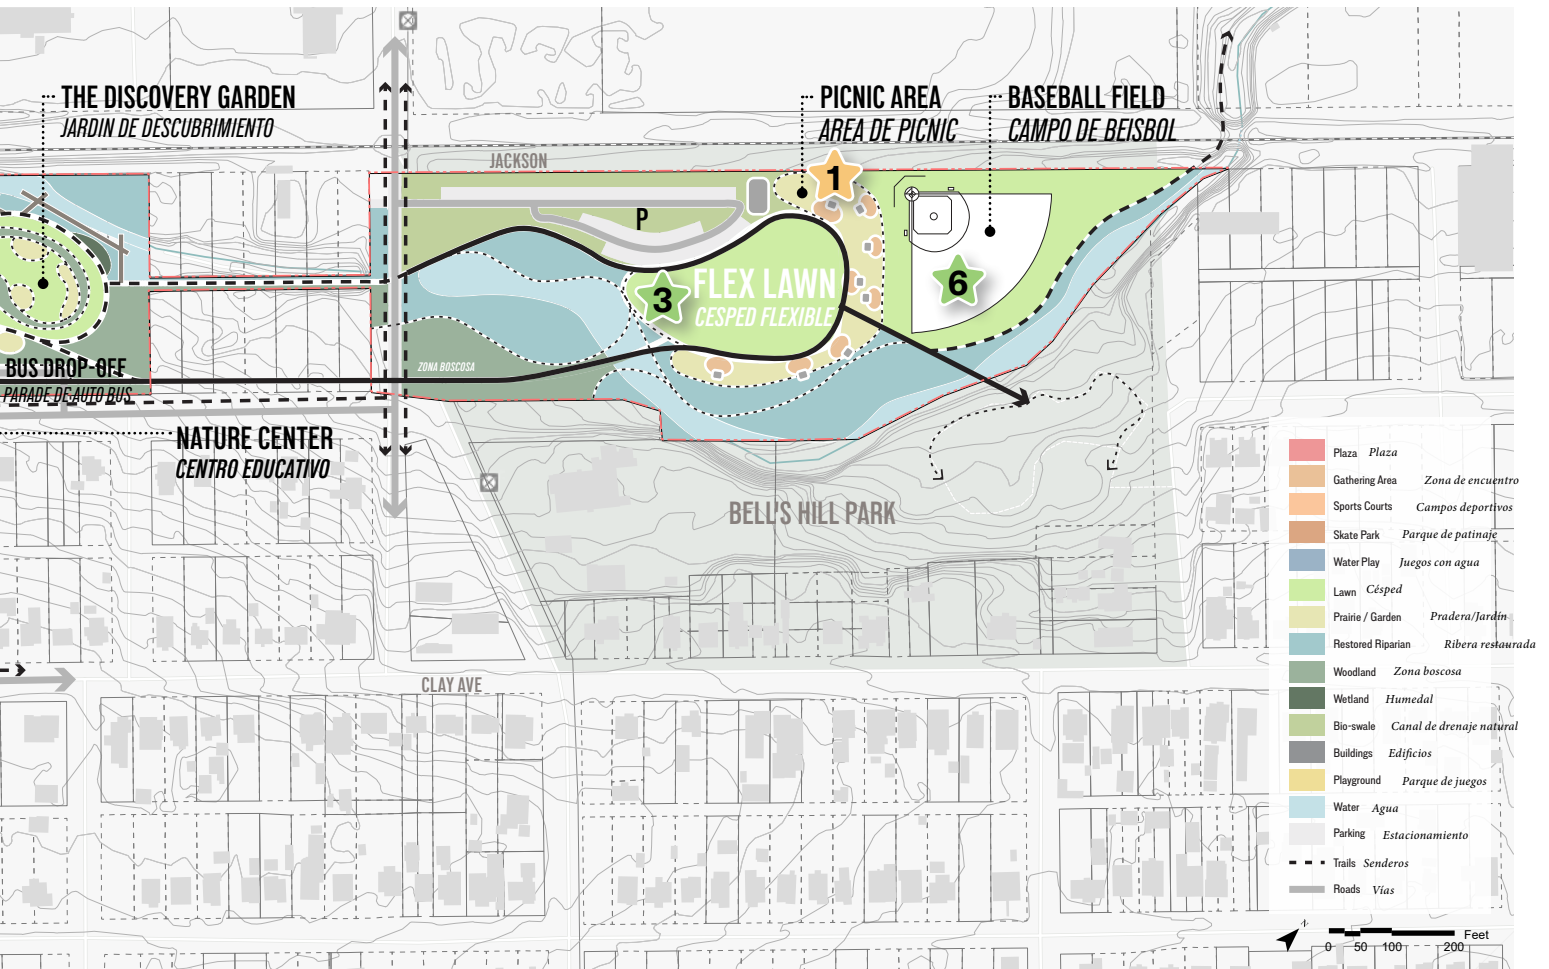 THE DISCOVERY GARDEN
JARDIN DE DESCUBRIMIENTO
PICNIC AREA
AREA DE PICNIC
BASEBALL FIELD
CAMPO DE BEISBOL
JACKSON
1
P
3
FLEX LAWN
CESPED FLEXIBLE
6
BUS DROP-OFF
PARADE DE AUTO BUS
ZONA BOSCOSA
NATURE CENTER
CENTRO EDUCATIVO
BELL'S HILL PARK
CLAY AVE
Plaza Plaza
Gathering Area Zona de encuentro
Sports Courts Campos deportivos
Skate Park Parque de patinaje
Water Play Juegos con agua
Lawn Césped
Prairie / Garden Pradera/Jardín
Restored Riparian Ribera restaurada
Woodland Zona boscosa
Wetland Humedal
Bio-swale Canal de drenaje natural
Buildings Edificios
Playground Parque de juegos
Water Agua
Parking Estacionamiento
Trails Senderos
Roads Vías
Feet
0 50 100 200